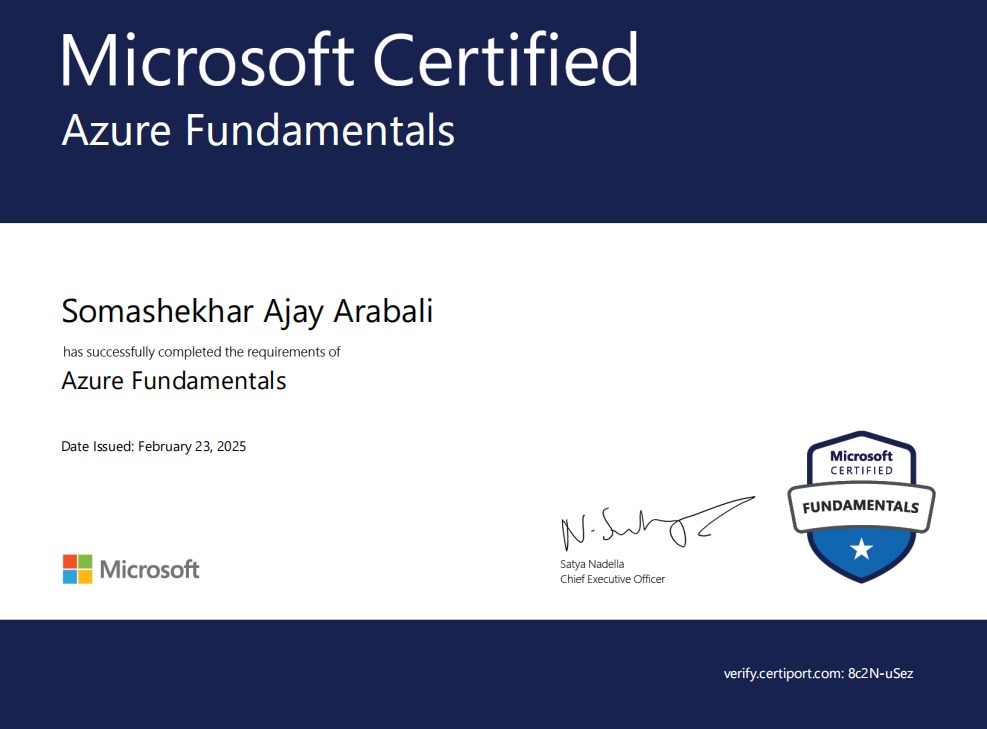 Microsoft Certified
Azure Fundamentals
Somashekhar Ajay Arabali
has successfully completed the requirements of
Azure Fundamentals
Date Issued: February 23, 2025
Microsoft
CERTIFIED
FUNDAMENTALS
Satya Nadella
Chief Executive Officer
Microsoft
verify.certiport.com: 8c2N-uSez